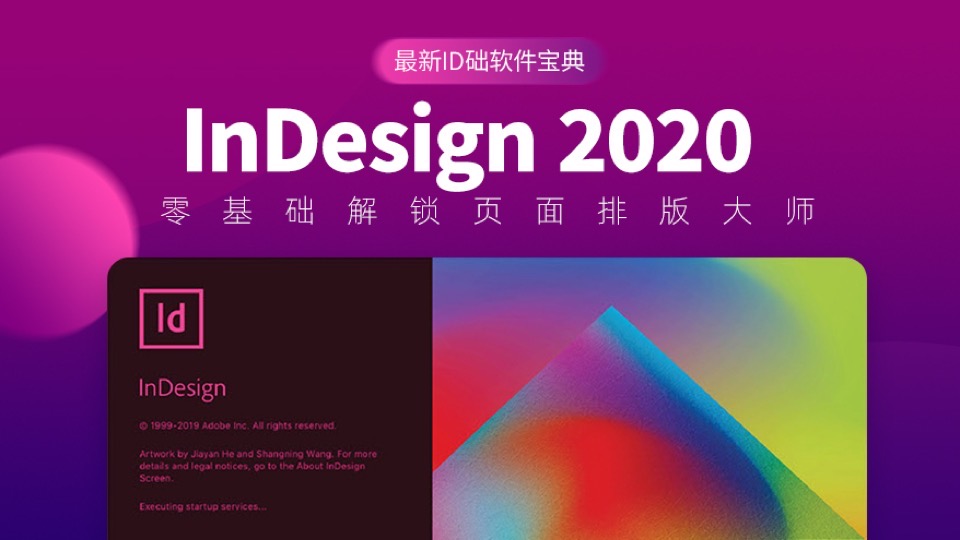 最新ID础软件宝典
InDesign 2020
零基础解锁页面排版大师
Id
InDesign
© 1999-2019 Adobe Inc. All rights reserved.
Artwork by Jiayan He and Shangning Wang. For more
details and legal notices, go to the About InDesign
Screen.
Executing startup services...